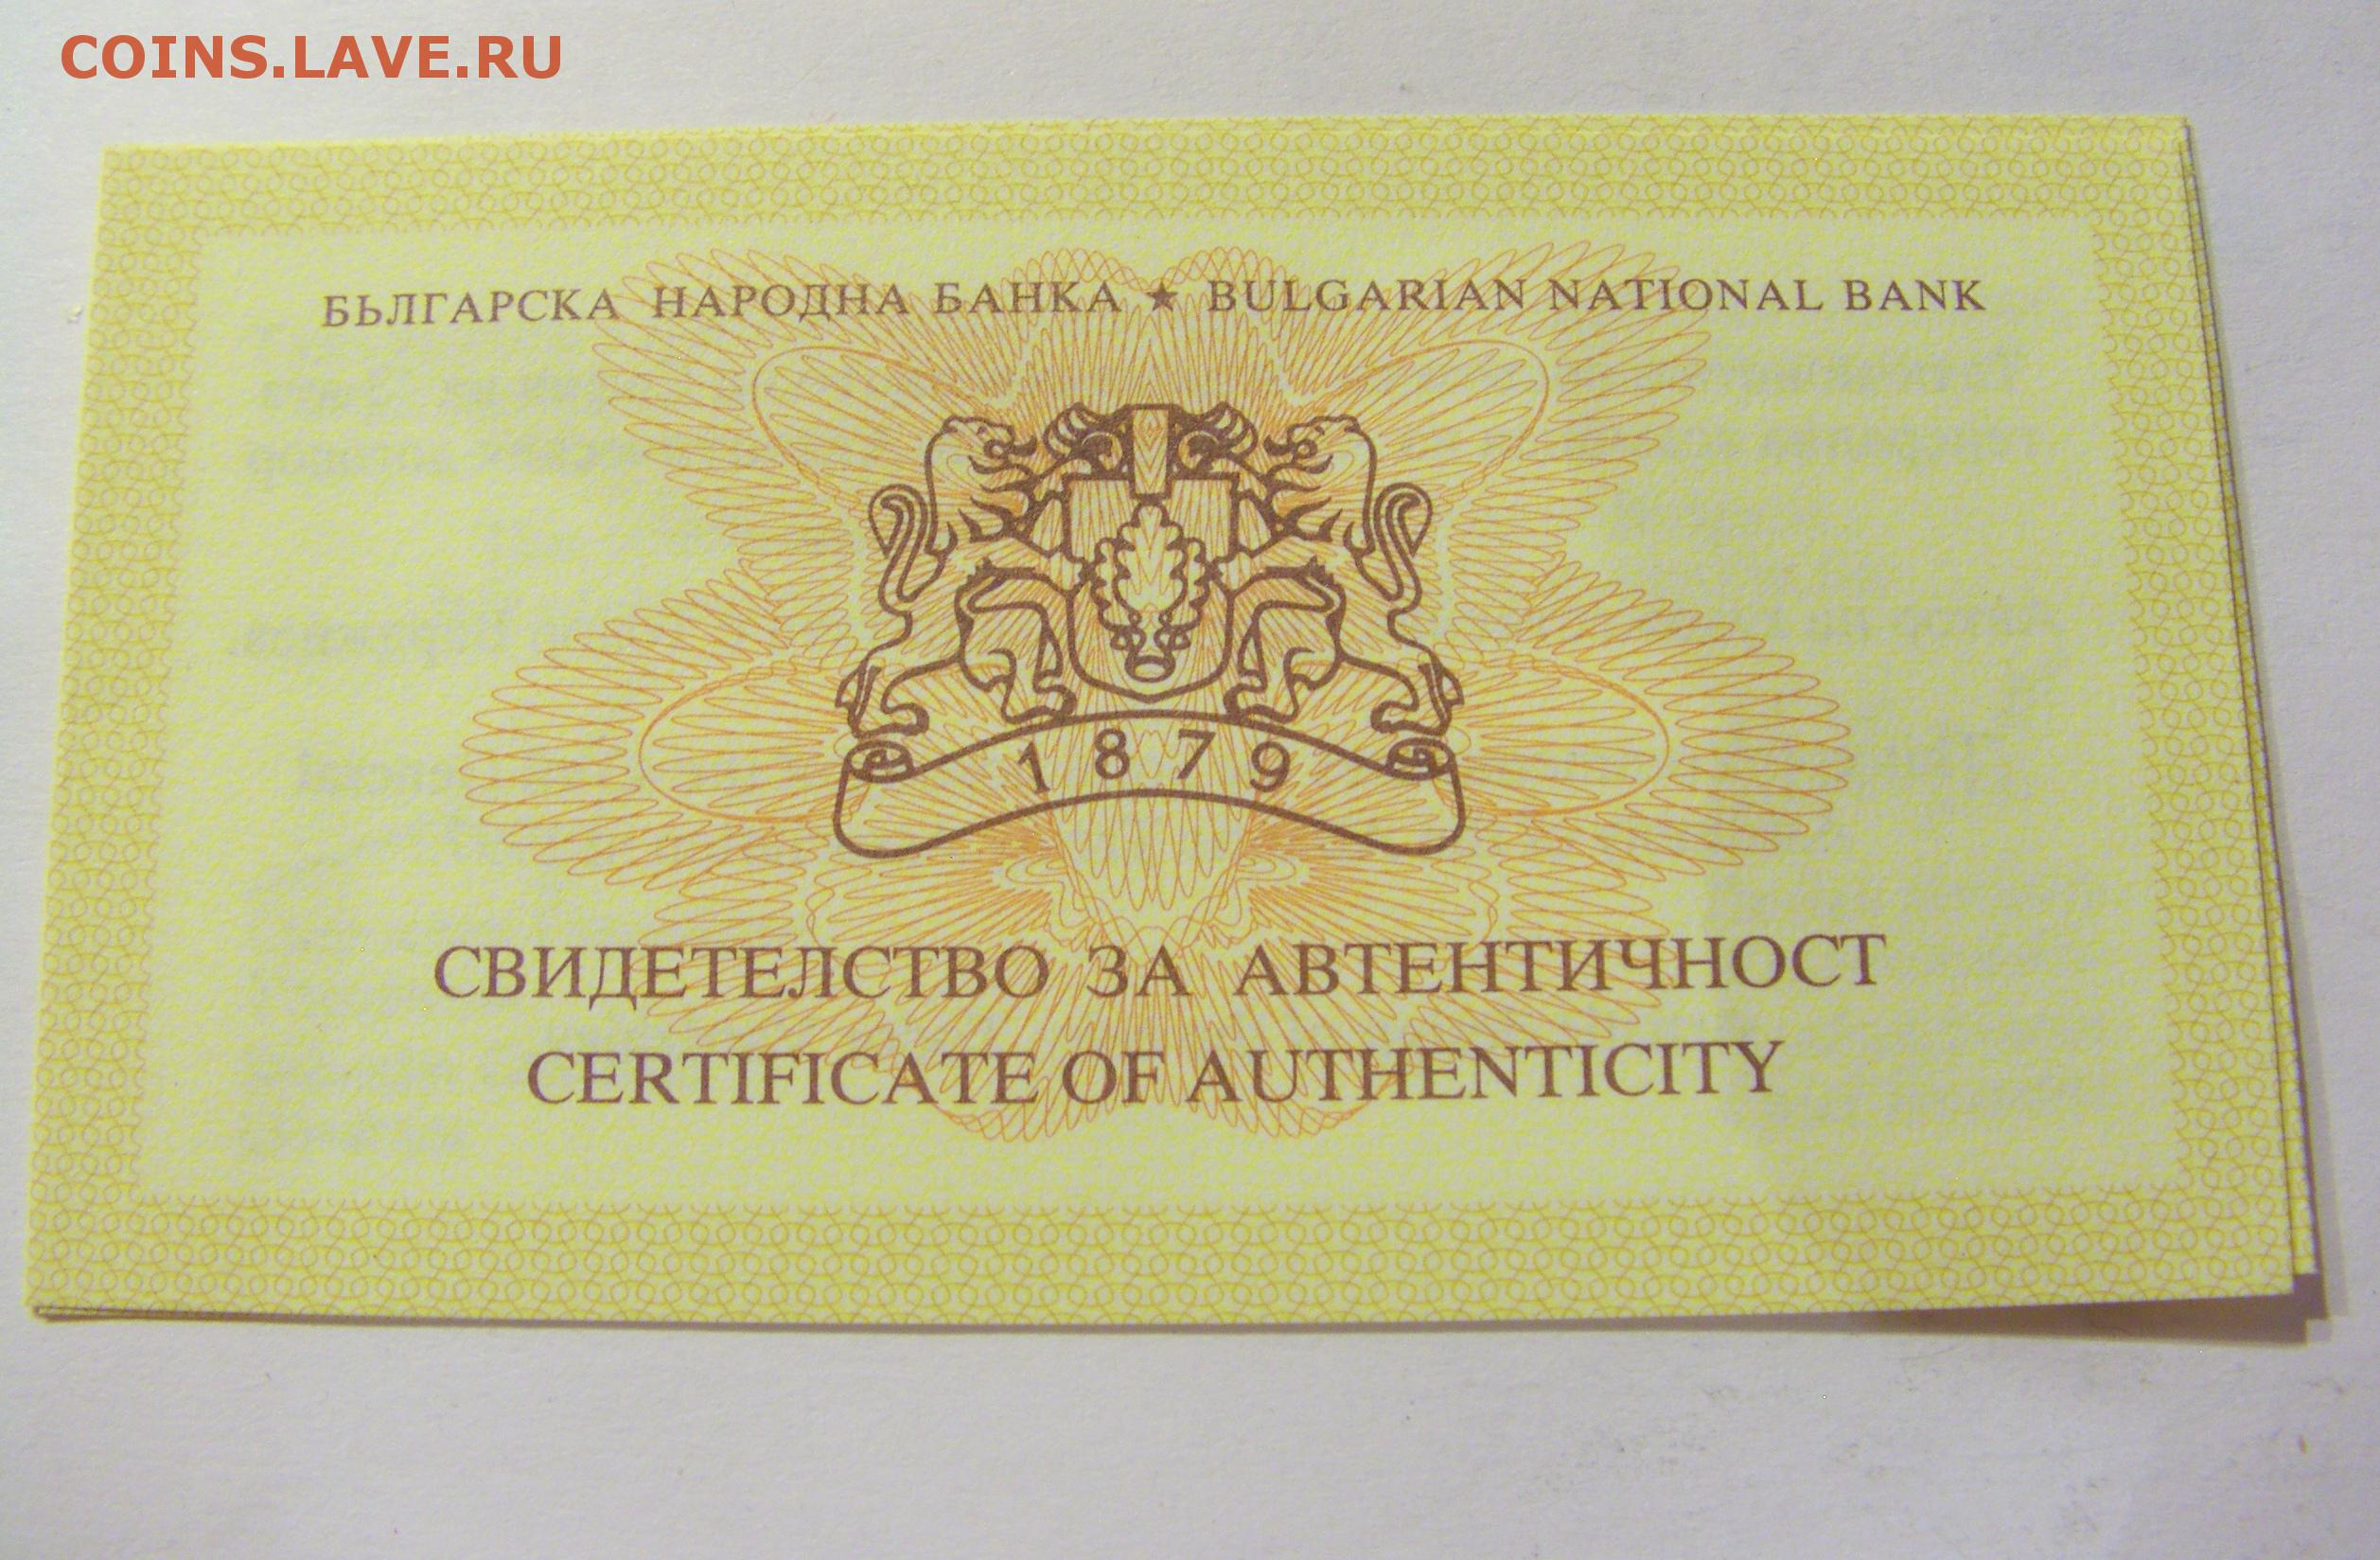 COINS.LAVE.RU
БЪЛГАРСКА НАРОДНА БАНКА ★ BULGARIAN NATIONAL BANK
1879
СВИДЕТЕЛСТВО ЗА АВТЕНТИЧНОСТ
CERTIFICATE OF AUTHENTICITY